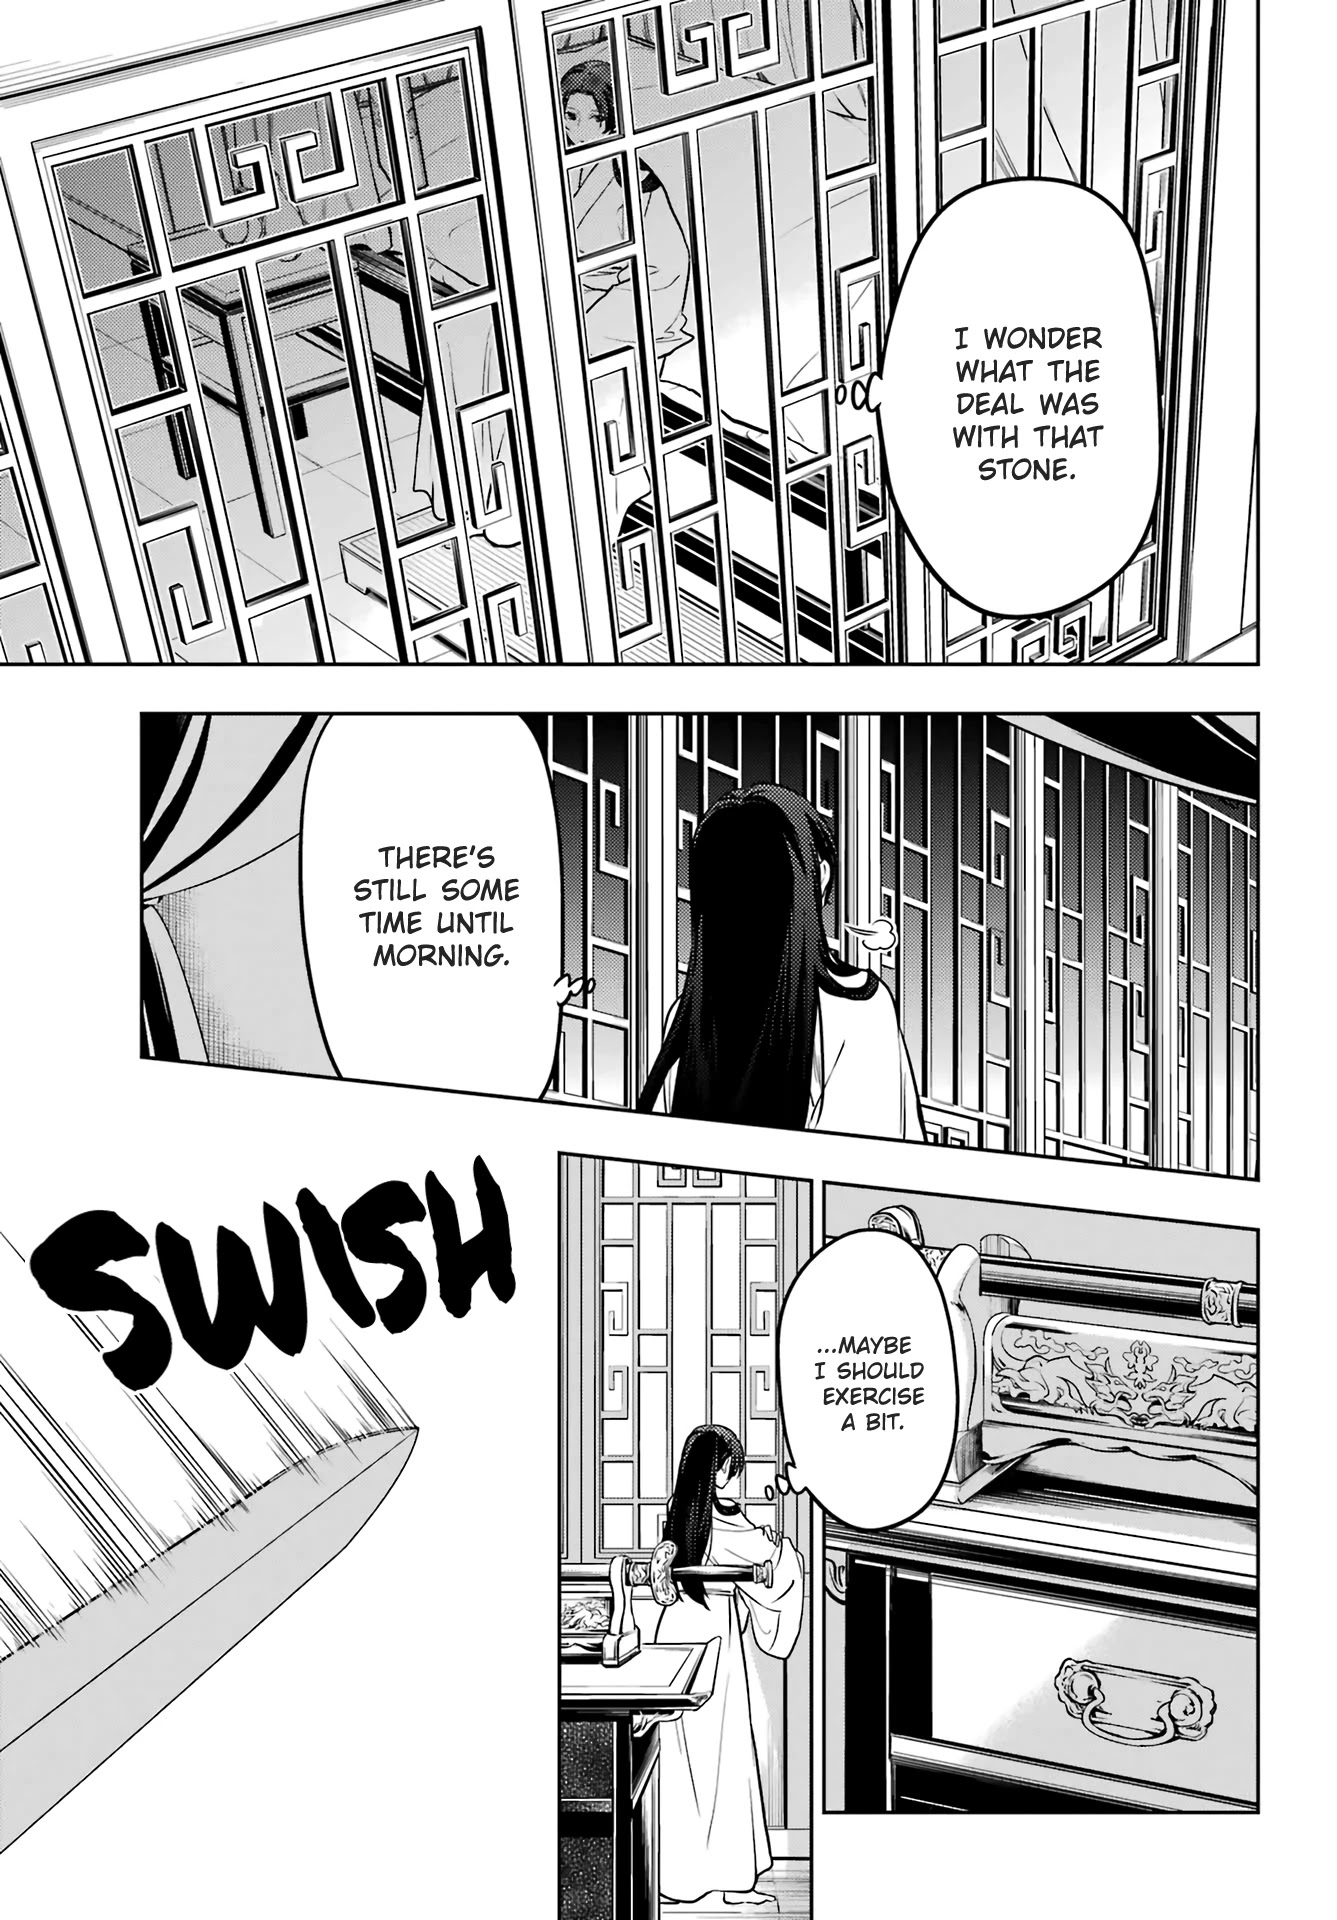 I WONDER
WHAT THE
DEAL WAS
WITH THAT
STONE.
THERE'S
STILL SOME
TIME UNTIL
MORNING.
...MAYBE
I SHOULD
EXERCISE
A BIT.
SWISH